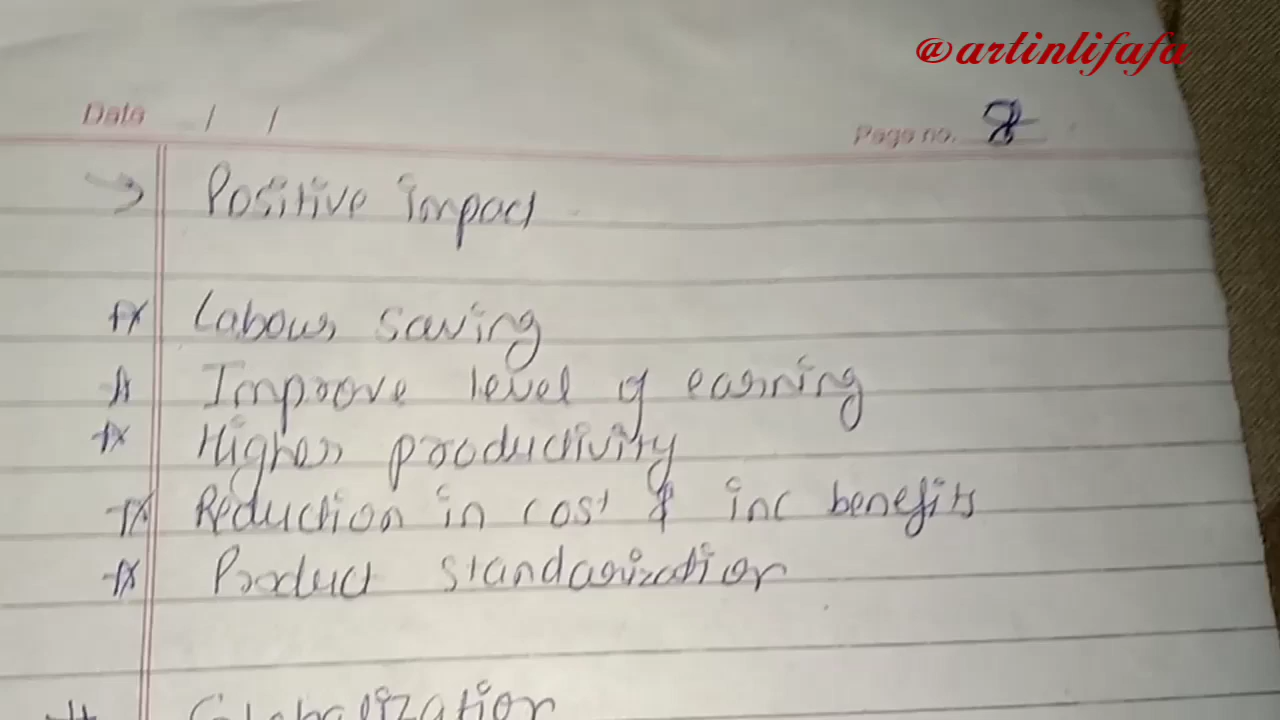 @artinlifafa
Date / /
Page no. 8
→ Positive impact
Labour saving
Improve level of earning
Higher productivity
Reduction in cost & inc benefits
Product standarization
# Globalization